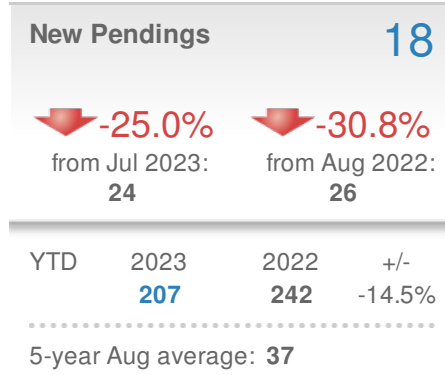 New Pendings 18
-25.0% -30.8%
from Jul 2023: from Aug 2022:
24 26
YTD 2023 2022 +/-
207 242 -14.5%
5-year Aug average: 37